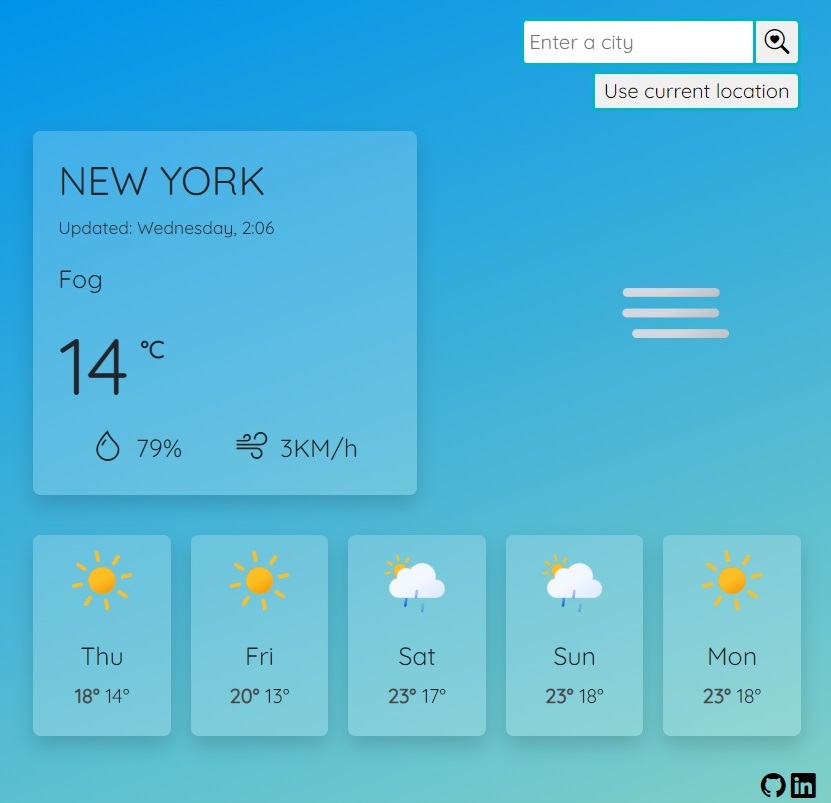 Enter a city
Use current location
NEW YORK
Updated: Wednesday, 2:06
Fog
14 °C
79% 3KM/h
Thu Fri Sat Sun Mon
18° 14° 20° 13° 23° 17° 23° 18° 23° 18°
in